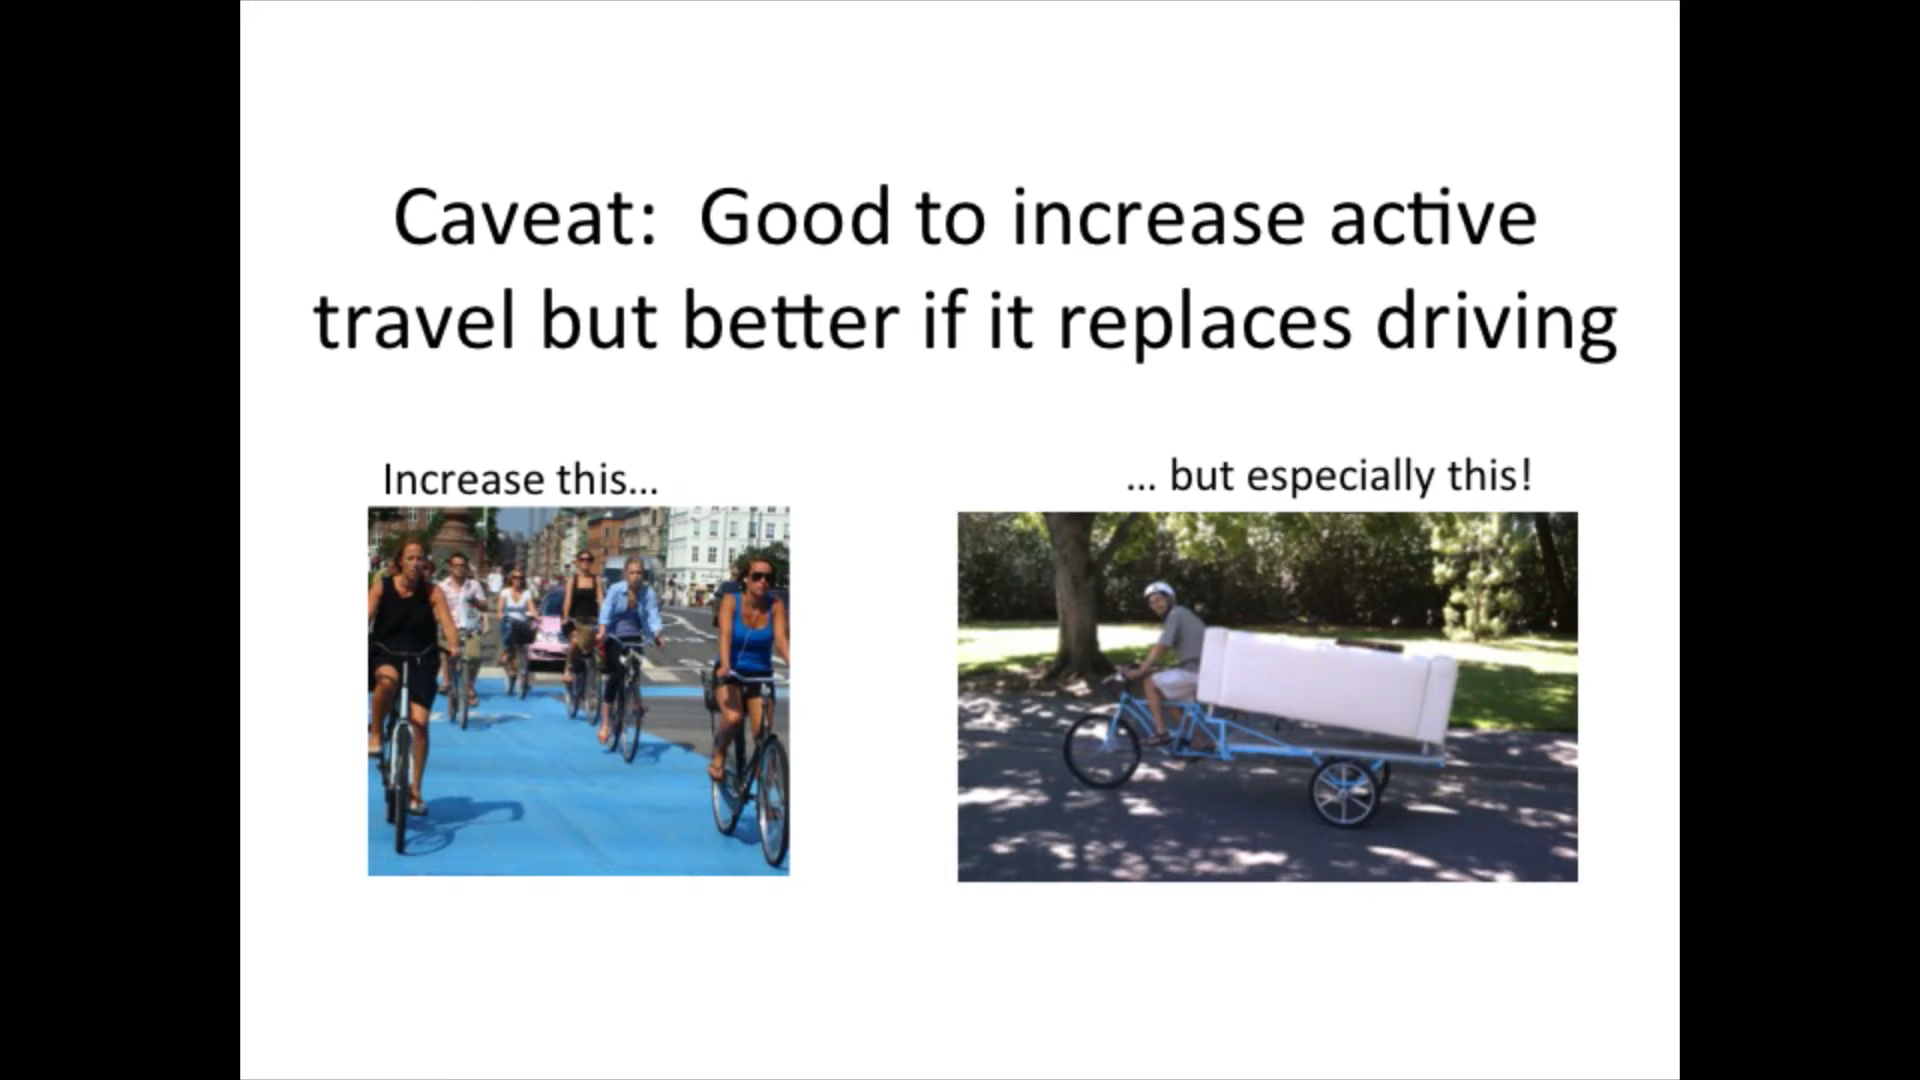 Caveat:  Good to increase active
travel but better if it replaces driving
Increase this...
... but especially this!